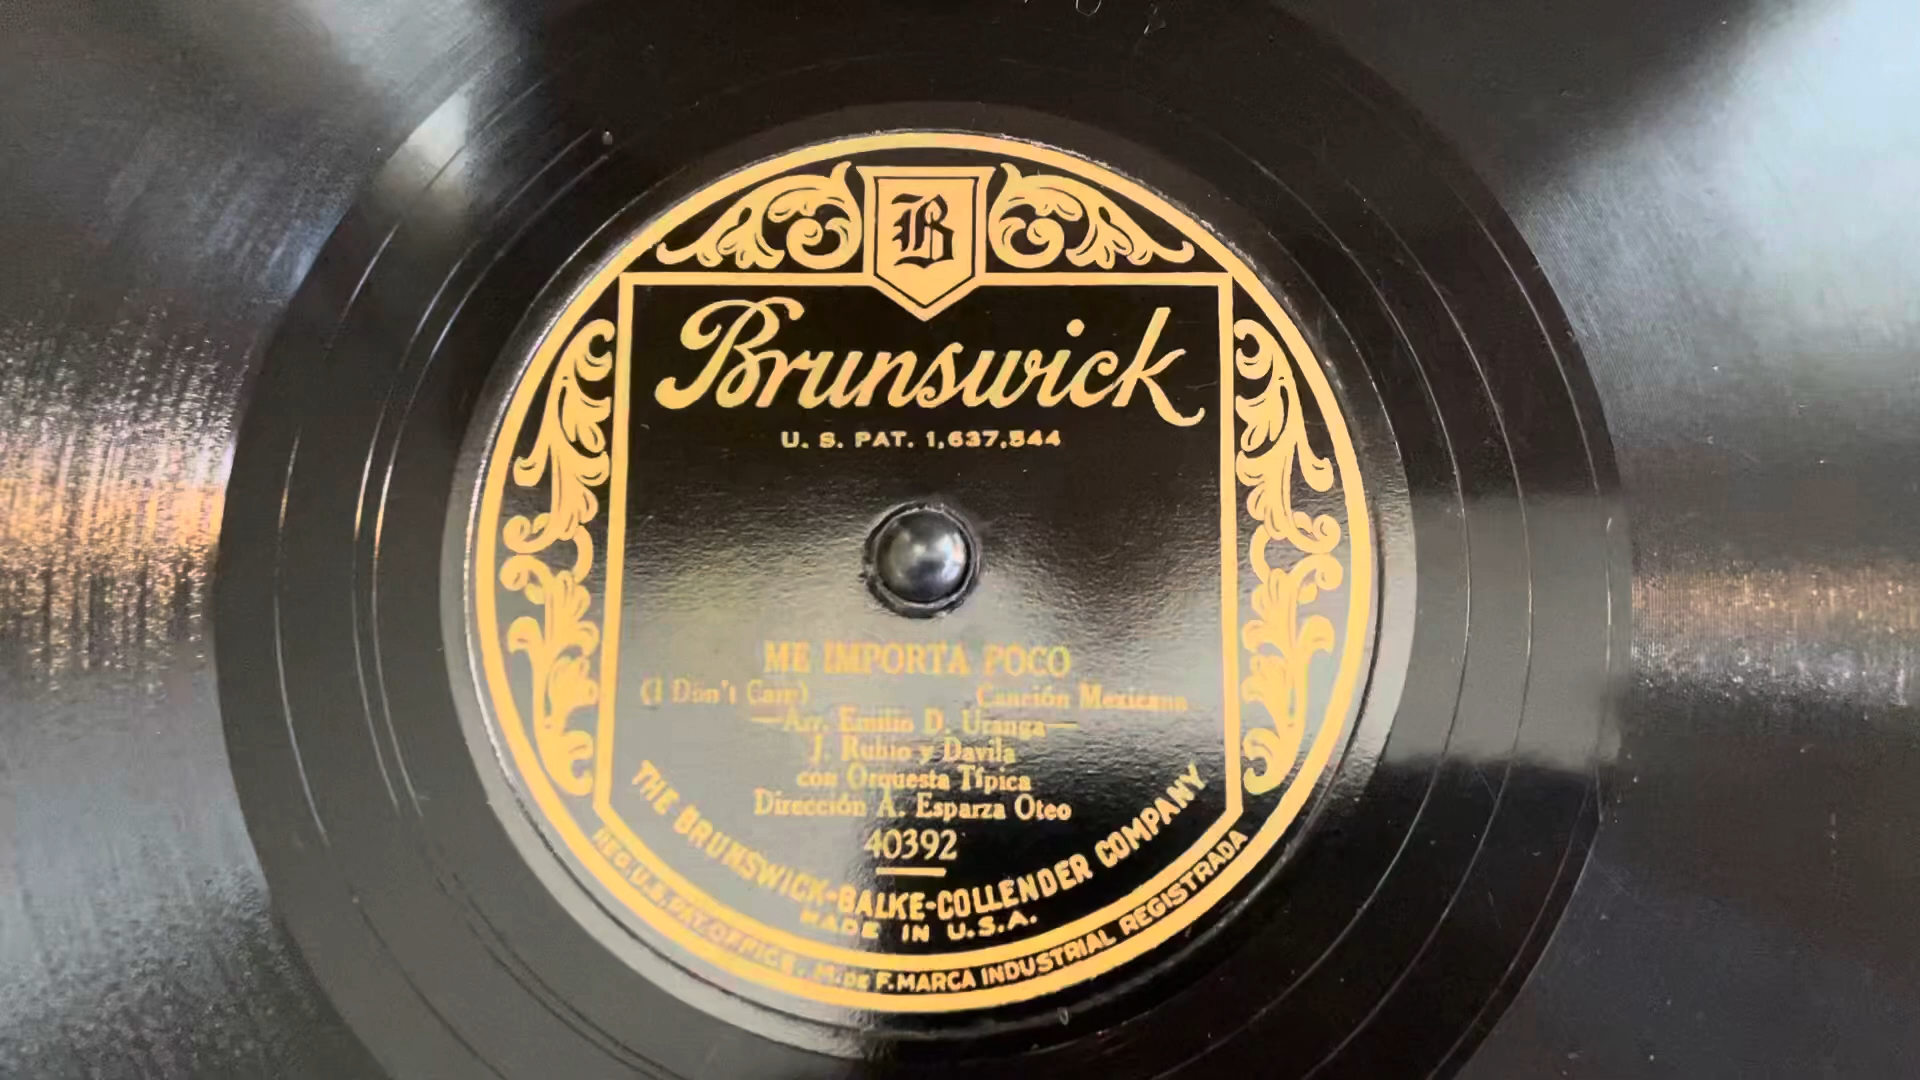 B
Brunswick
U. S. PAT. 1,637,544
ME IMPORTA POCO
(I Don't Care) Canción Mexicana
—Arr. Emilio D. Uranga—
J. Rubio y Davila
con Orquesta Típica
Dirección A. Esparza Oteo
40392
THE BRUNSWICK-BALKE-COLLENDER COMPANY
MADE IN U.S.A.
REG. U.S. PAT. OFFICE. M. DE F. MARCA INDUSTRIAL REGISTRADA